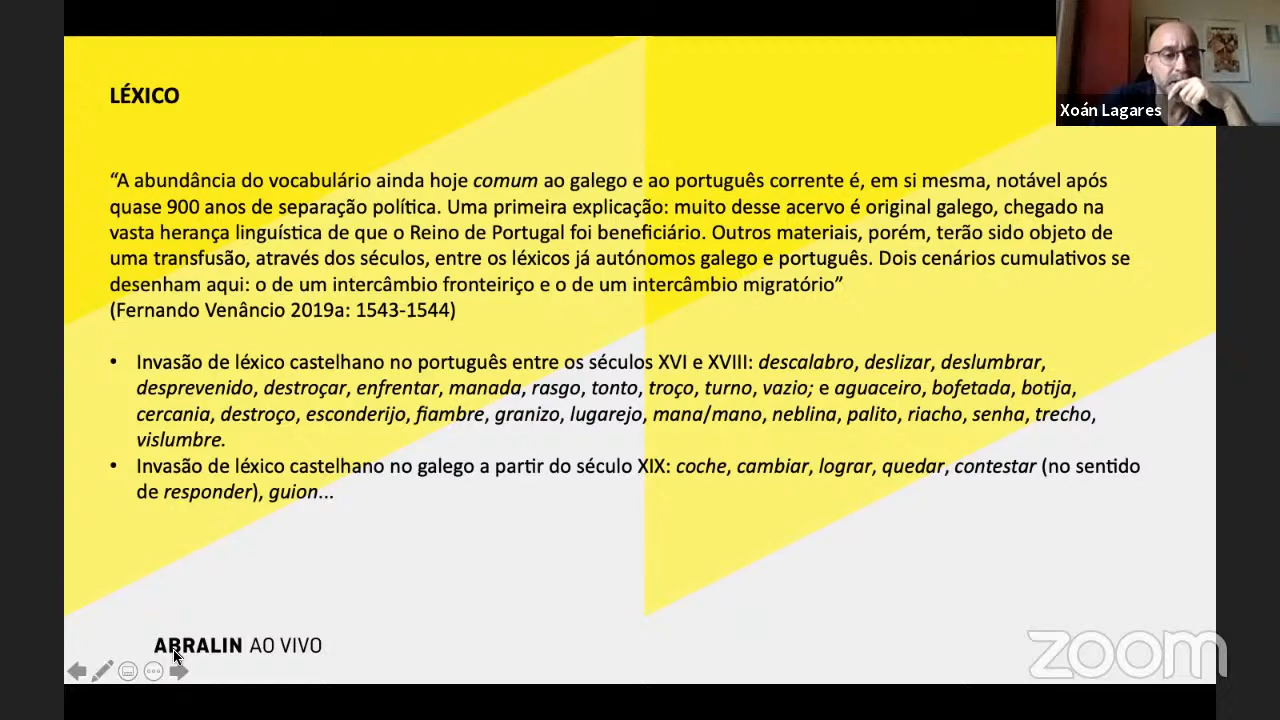 LÉXICO
Xoán Lagares
“A abundância do vocabulário ainda hoje comum ao galego e ao português corrente é, em si mesma, notável após
quase 900 anos de separação política. Uma primeira explicação: muito desse acervo é original galego, chegado na
vasta herança linguística de que o Reino de Portugal foi beneficiário. Outros materiais, porém, terão sido objeto de
uma transfusão, através dos séculos, entre os léxicos já autónomos galego e português. Dois cenários cumulativos se
desenham aqui: o de um intercâmbio fronteiriço e o de um intercâmbio migratório”
(Fernando Venâncio 2019a: 1543-1544)
• Invasão de léxico castelhano no português entre os séculos XVI e XVIII: descalabro, deslizar, deslumbrar,
desprevenido, destroçar, enfrentar, manada, rasgo, tonto, troço, turno, vazio; e aguaceiro, bofetada, botija,
cercania, destroço, esconderijo, fiambre, granizo, lugarejo, mana/mano, neblina, palito, riacho, senha, trecho,
vislumbre.
• Invasão de léxico castelhano no galego a partir do século XIX: coche, cambiar, lograr, quedar, contestar (no sentido
de responder), guion...
ABRALIN AO VIVO
zoom